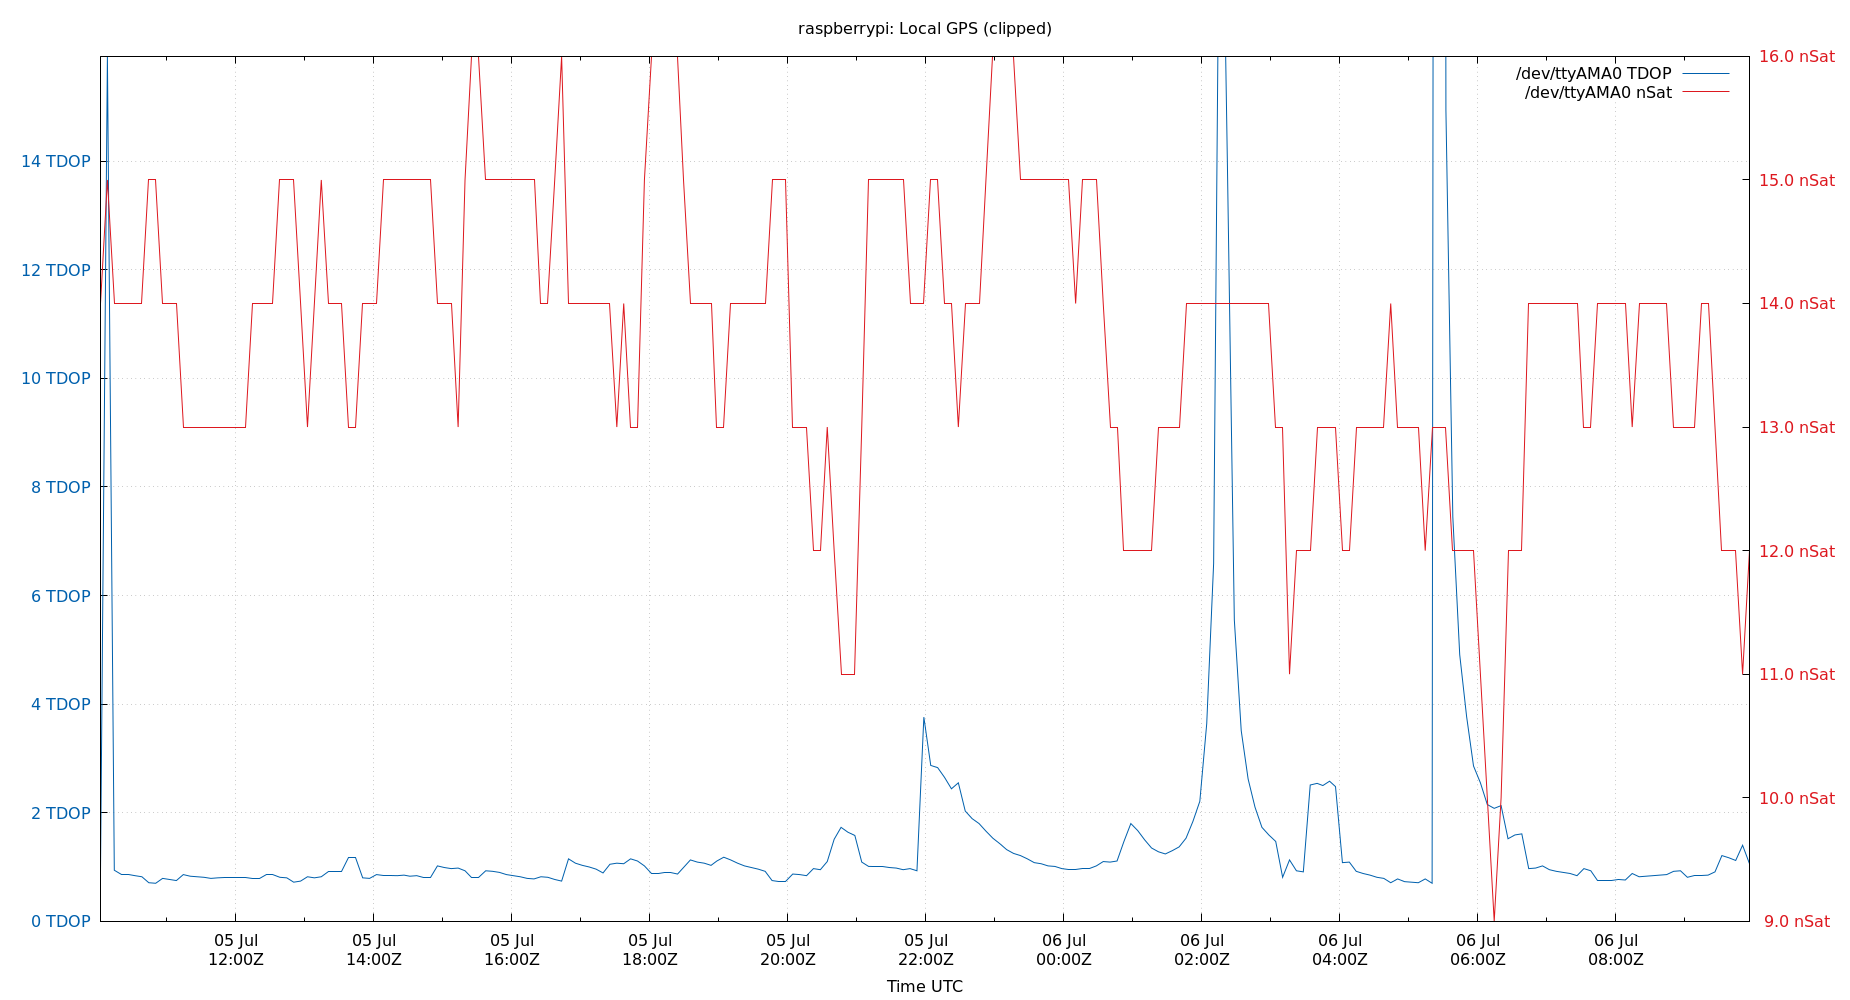 raspberrypi: Local GPS (clipped)
/dev/ttyAMA0 TDOP
/dev/ttyAMA0 nSat
14 TDOP
12 TDOP
10 TDOP
8 TDOP
6 TDOP
4 TDOP
2 TDOP
0 TDOP
16.0 nSat
15.0 nSat
14.0 nSat
13.0 nSat
12.0 nSat
11.0 nSat
10.0 nSat
9.0 nSat
05 Jul
12:00Z
05 Jul
14:00Z
05 Jul
16:00Z
05 Jul
18:00Z
05 Jul
20:00Z
05 Jul
22:00Z
06 Jul
00:00Z
06 Jul
02:00Z
06 Jul
04:00Z
06 Jul
06:00Z
06 Jul
08:00Z
Time UTC